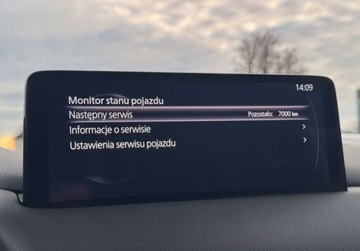 14:09
Monitor stanu pojazdu
Następny serwis Pozostało: 7000 km
Informacje o serwisie
Ustawienia serwisu pojazdu